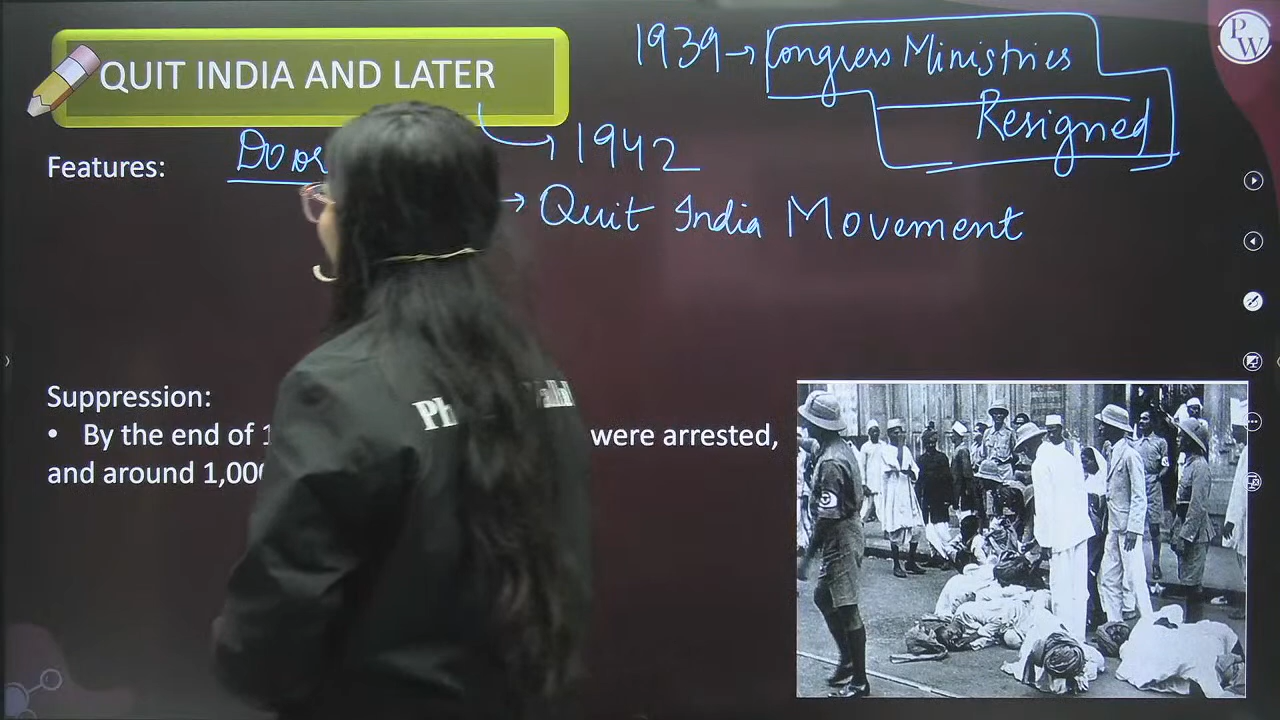 QUIT INDIA AND LATER
1939 → Congress Ministries
Resigned
→ 1942
Features:
→ Quit India Movement
Suppression:
• By the end of were arrested,
and around
PW